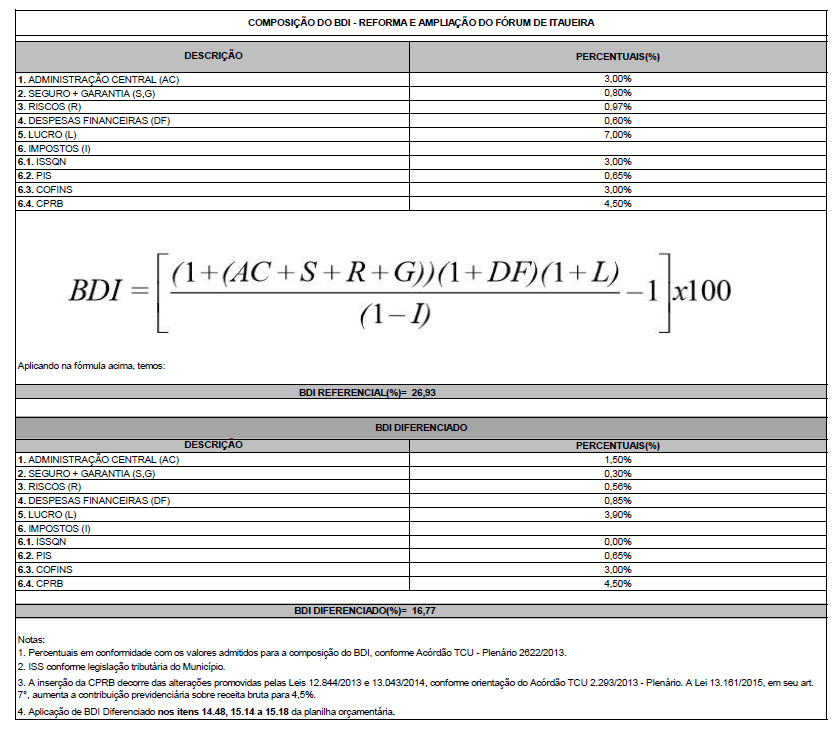 COMPOSIÇÃO DO BDI - REFORMA E AMPLIAÇÃO DO FÓRUM DE ITAUEIRA
DESCRIÇÃO PERCENTUAIS(%)
1. ADMINISTRAÇÃO CENTRAL (AC) 3,00%
2. SEGURO + GARANTIA (S,G) 0,80%
3. RISCOS (R) 0,97%
4. DESPESAS FINANCEIRAS (DF) 0,60%
5. LUCRO (L) 7,00%
6. IMPOSTOS (I)
6.1. ISSQN 3,00%
6.2. PIS 0,65%
6.3. COFINS 3,00%
6.4. CPRB 4,50%
BDI = [(1+(AC+S+R+G))(1+DF)(1+L) / (1-I) - 1]x100
Aplicando na fórmula acima, temos:
BDI REFERENCIAL(%)= 26,93
BDI DIFERENCIADO
DESCRIÇÃO PERCENTUAIS(%)
1. ADMINISTRAÇÃO CENTRAL (AC) 1,50%
2. SEGURO + GARANTIA (S,G) 0,30%
3. RISCOS (R) 0,56%
4. DESPESAS FINANCEIRAS (DF) 0,85%
5. LUCRO (L) 3,90%
6. IMPOSTOS (I)
6.1. ISSQN 0,00%
6.2. PIS 0,65%
6.3. COFINS 3,00%
6.4. CPRB 4,50%
BDI DIFERENCIADO(%)= 16,77
Notas:
1. Percentuais em conformidade com os valores admitidos para a composição do BDI, conforme Acórdão TCU - Plenário 2622/2013.
2. ISS conforme legislação tributária do Município.
3. A inserção da CPRB decorre das alterações promovidas pelas Leis 12.844/2013 e 13.043/2014, conforme orientação do Acórdão TCU 2.293/2013 - Plenário. A Lei 13.161/2015, em seu art.
7°, aumenta a contribuição previdenciária sobre receita bruta para 4,5%.
4. Aplicação de BDI Diferenciado nos itens 14.48, 15.14 a 15.18 da planilha orçamentária.